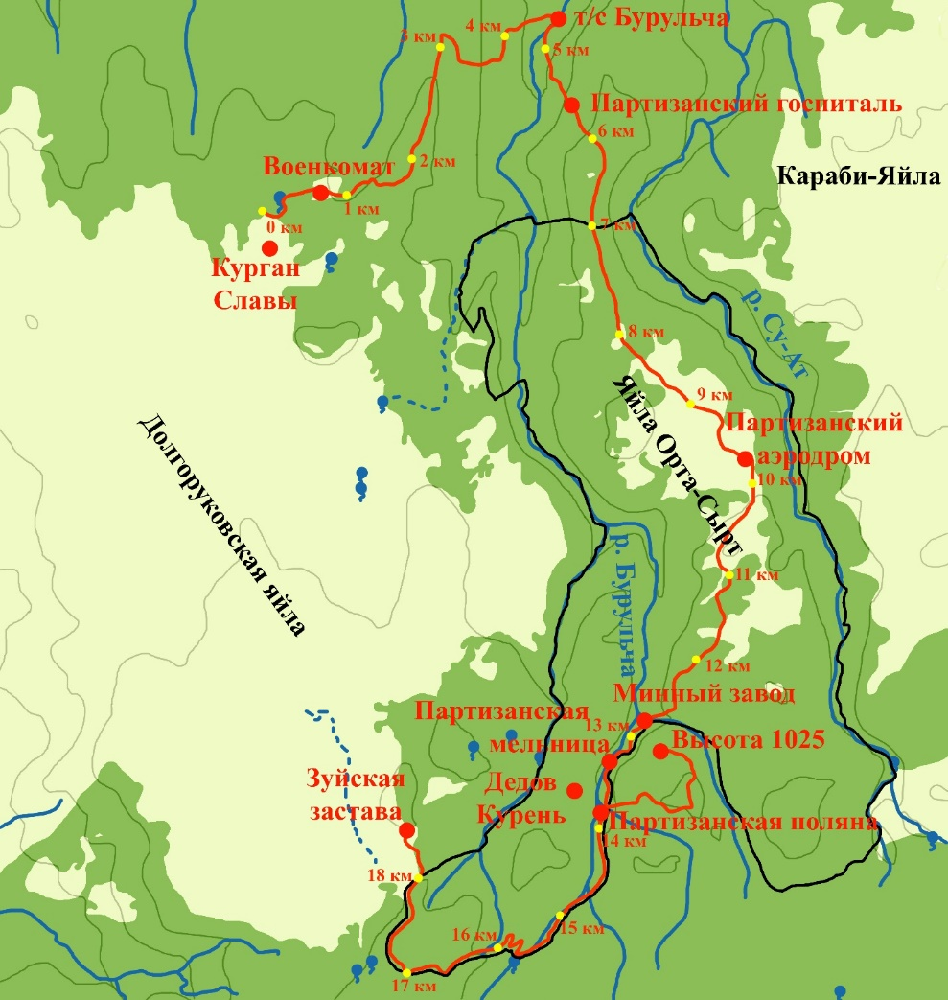 т/с Бурульча
4 км
3 км
5 км
Партизанский госпиталь
6 км
2 км
Военкомат
Караби-Яйла
1 км
0 км
7 км
Курган
Славы
р. Су-Ат
8 км
9 км
Яйла Орта-Сырт
Партизанский
аэродром
10 км
Долгоруковская яйла
р. Бурульча
11 км
12 км
Минный завод
Партизанская
мельница
13 км
Высота 1025
Зуйская
застава
Дедов
Курень
Партизанская поляна
14 км
18 км
15 км
16 км
17 км